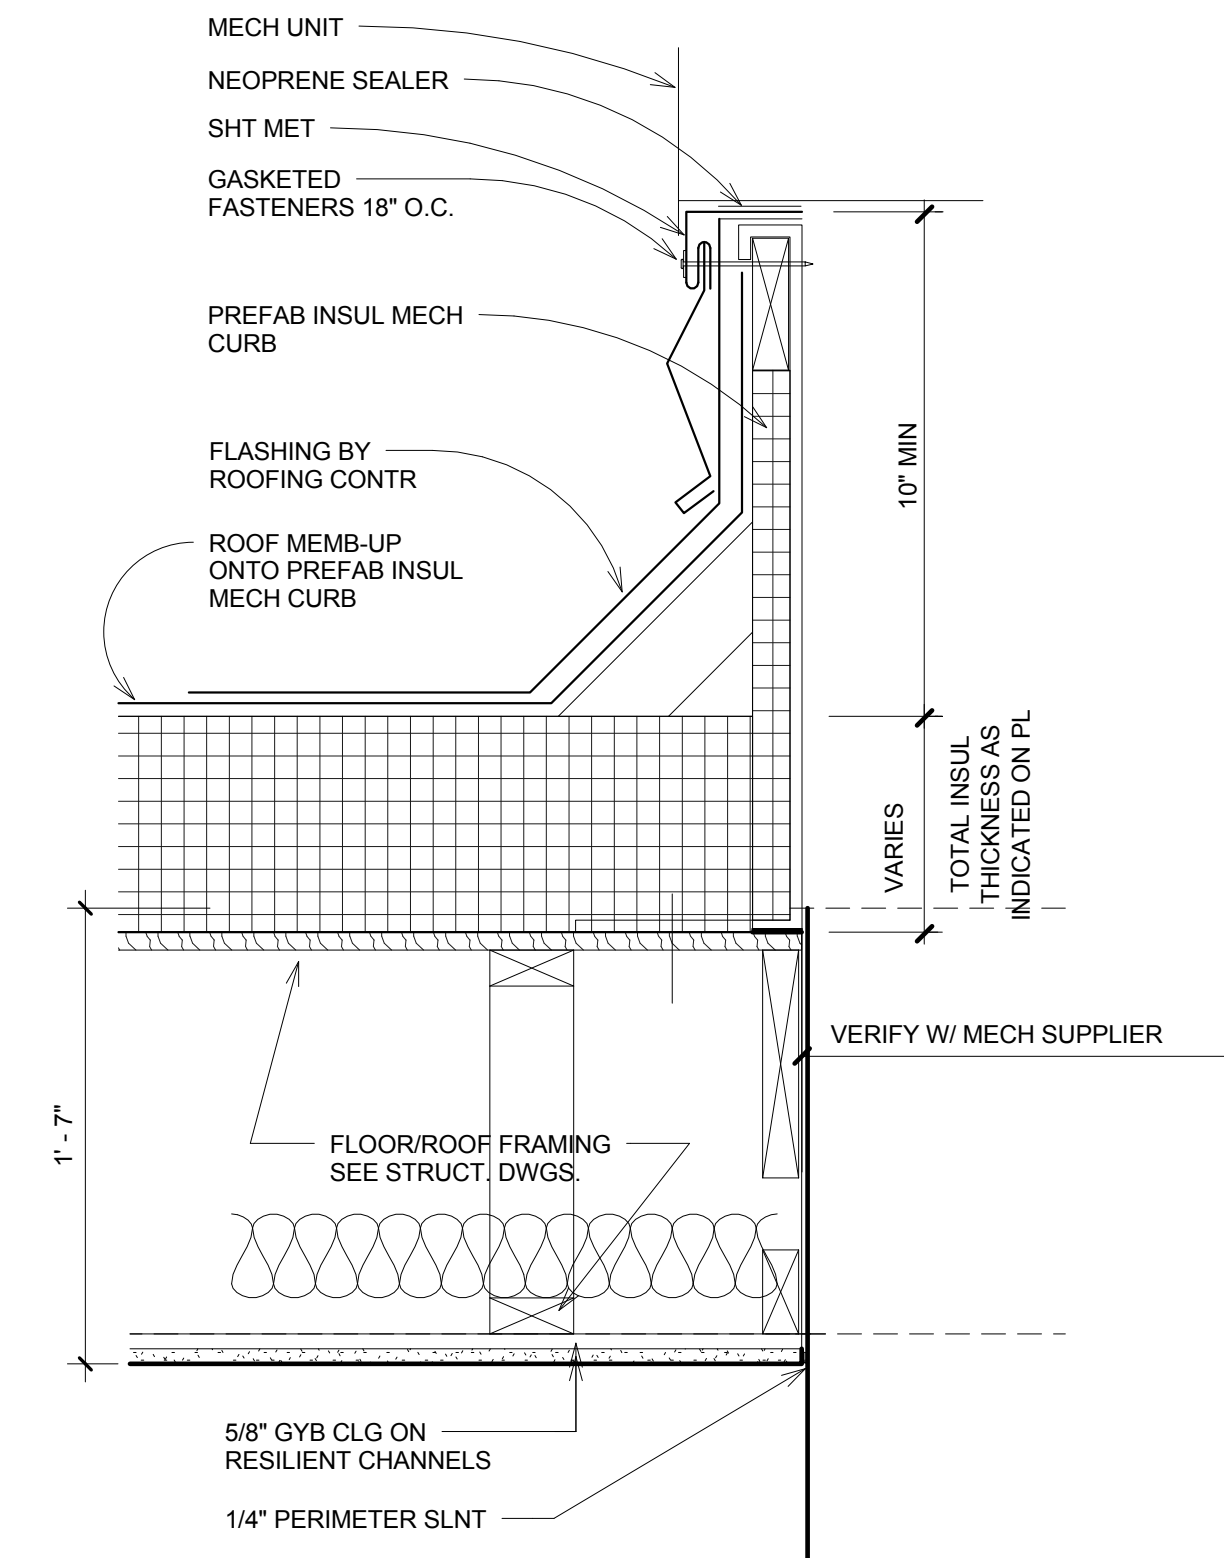 MECH UNIT
NEOPRENE SEALER
SHT MET
GASKETED
FASTENERS 18" O.C.
PREFAB INSUL MECH
CURB
FLASHING BY
ROOFING CONTR
ROOF MEMB-UP
ONTO PREFAB INSUL
MECH CURB
10" MIN
VARIES
TOTAL INSUL
THICKNESS AS
INDICATED ON PL
VERIFY W/ MECH SUPPLIER
1' - 7"
FLOOR/ROOF FRAMING
SEE STRUCT. DWGS.
5/8" GYB CLG ON
RESILIENT CHANNELS
1/4" PERIMETER SLNT